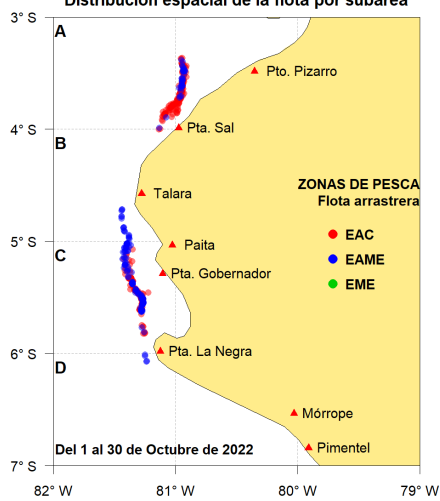 Distribución espacial de la flota por subárea
3° S
A
Pto. Pizarro
4° S
Pta. Sal
B
Talara
ZONAS DE PESCA
Flota arrastrera
EAC
5° S
Paita
C
EAME
Pta. Gobernador
EME
6° S
Pta. La Negra
D
Mórrope
Del 1 al 30 de Octubre de 2022
Pimentel
7° S
82° W
81° W
80° W
79° W